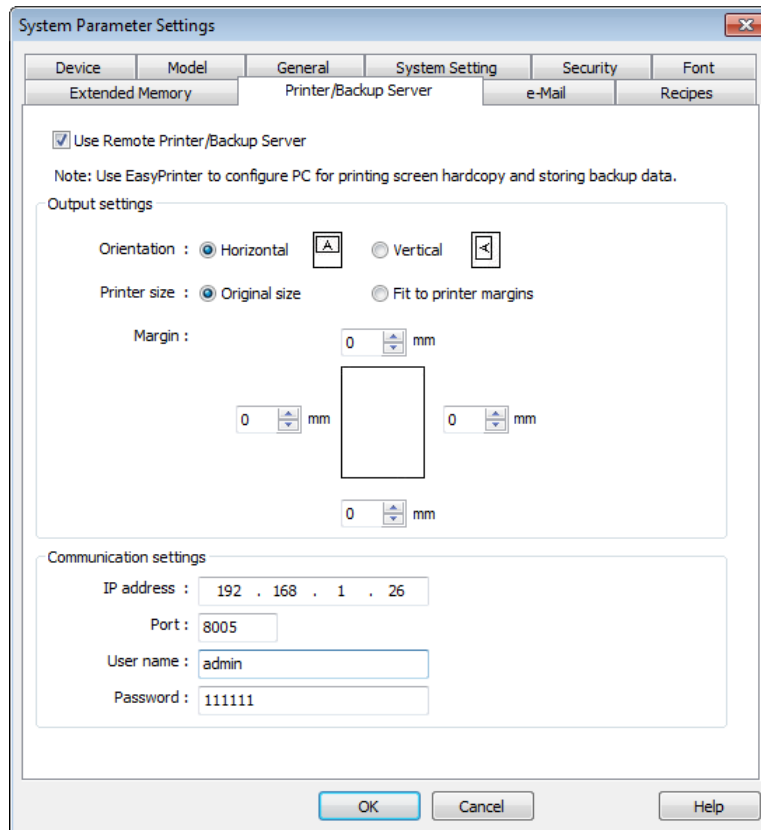 System Parameter Settings
Device Model General System Setting Security Font
Extended Memory Printer/Backup Server e-Mail Recipes
Use Remote Printer/Backup Server
Note: Use EasyPrinter to configure PC for printing screen hardcopy and storing backup data.
Output settings
Orientation : Horizontal A Vertical A
Printer size : Original size Fit to printer margins
Margin : 0 mm
0 mm 0 mm
0 mm
Communication settings
IP address : 192 . 168 . 1 . 26
Port : 8005
User name : admin
Password : 111111
OK Cancel Help